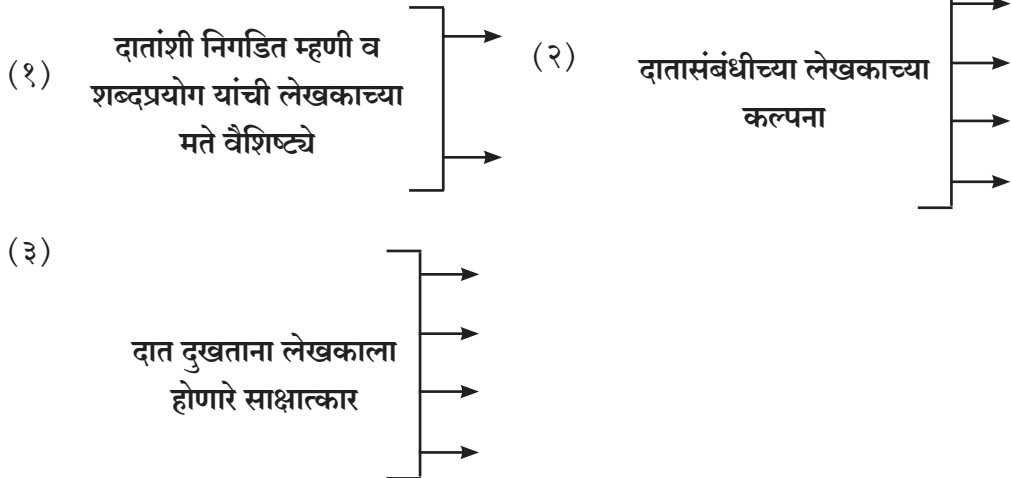 (१)
दातांशी निगडित म्हणी व
शब्दप्रयोग यांची लेखकाच्या
मते वैशिष्ट्ये
(२)
दातासंबंधीच्या लेखकाच्या
कल्पना
(३)
दात दुखताना लेखकाला
होणारे साक्षात्कार